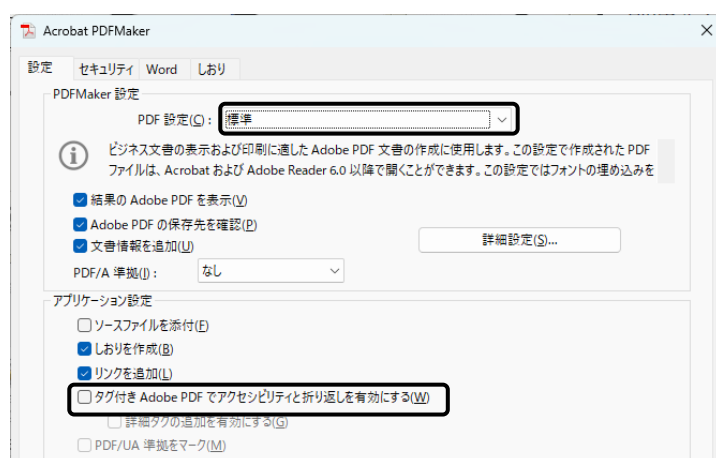 Acrobat PDFMaker
設定 セキュリティ Word しおり
PDFMaker 設定
PDF 設定(C): 標準
ビジネス文書の表示および印刷に適した Adobe PDF 文書の作成に使用します。この設定で作成された PDF
ファイルは、Acrobat および Adobe Reader 6.0 以降で開くことができます。この設定ではフォントの埋め込みを
結果の Adobe PDF を表示(V)
Adobe PDF の保存先を確認(P)
文書情報を追加(U)
詳細設定(S)...
PDF/A 準拠(J): なし
アプリケーション設定
ソースファイルを添付(F)
しおりを作成(B)
リンクを追加(L)
タグ付き Adobe PDF でアクセシビリティと折り返しを有効にする(W)
詳細タグの追加を有効にする(G)
PDF/UA 準拠をマーク(M)